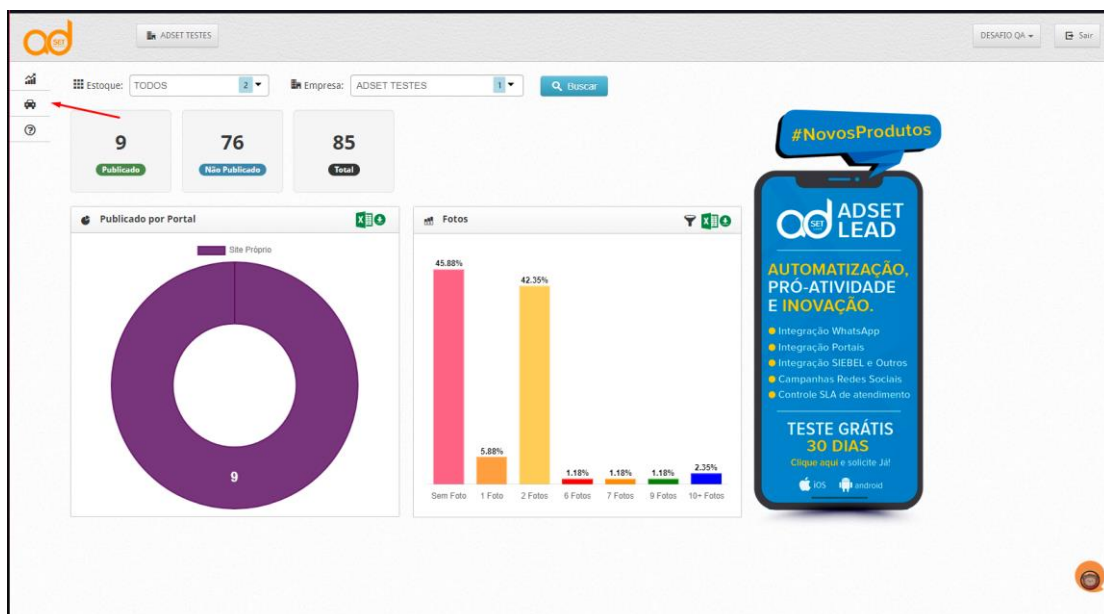 ad SET
ADSET TESTES
DESAFIO QA
Sair
Estoque: TODOS 2
Empresa: ADSET TESTES 1
Buscar
9
Publicado
76
Não Publicado
85
Total
Publicado por Portal
Site Próprio
9
Fotos
45.88%
5.88%
42.35%
1.18%
1.18%
1.18%
2.35%
Sem Foto
1 Foto
2 Fotos
6 Fotos
7 Fotos
9 Fotos
10+ Fotos
#NovosProdutos
ad SET
ADSET
LEAD
AUTOMATIZAÇÃO,
PRÓ-ATIVIDADE
E INOVAÇÃO.
Integração WhatsApp
Integração Portais
Integração SIEBEL e Outros
Campanhas Redes Sociais
Controle SLA de atendimento
TESTE GRÁTIS
30 DIAS
Clique aqui e solicite Já!
iOS android